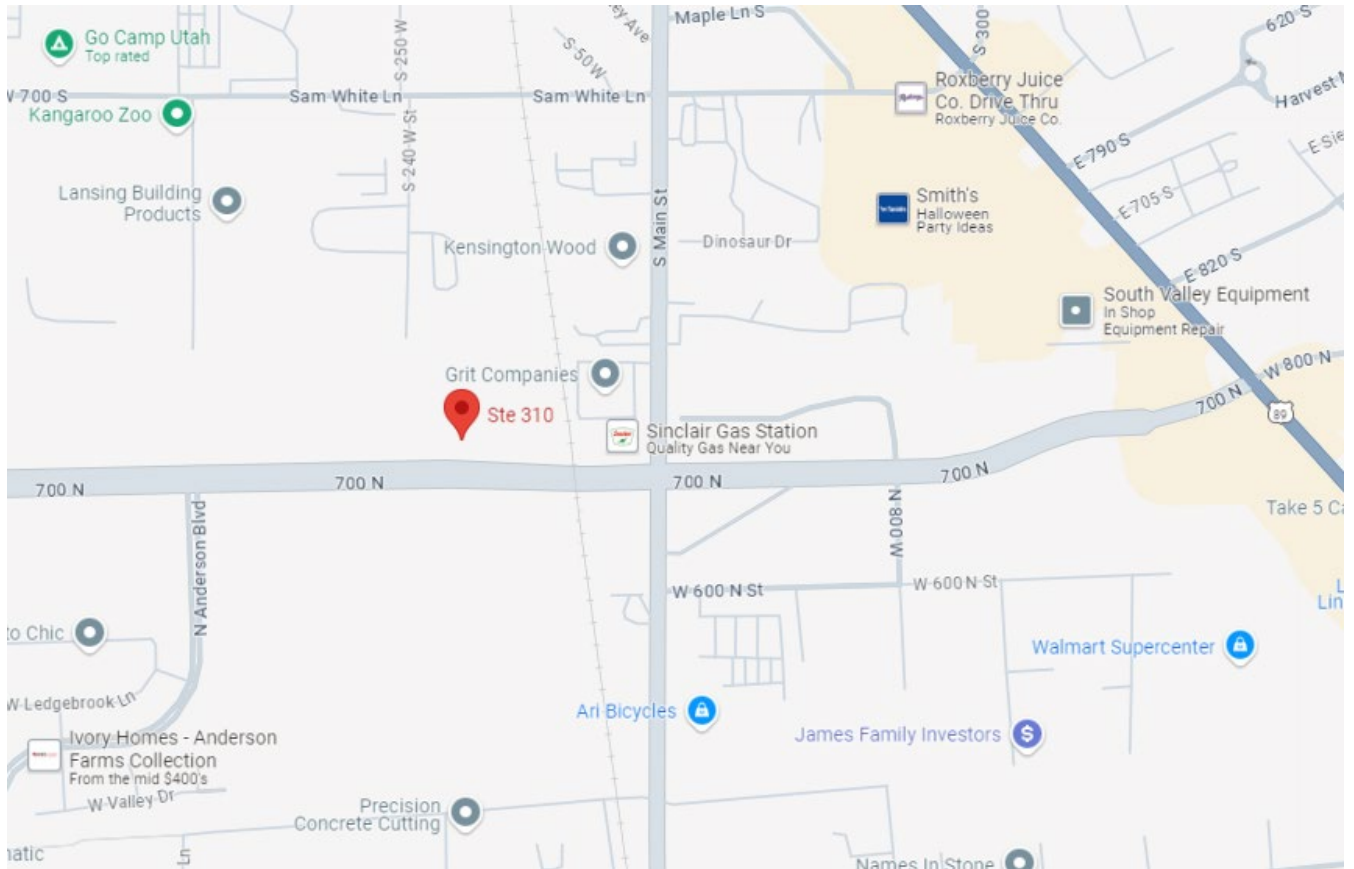 Maple Ln S
Go Camp Utah
Top rated
S 250 W
S 50 W
S 300
620 S
W 700 S
Sam White Ln
Sam White Ln
Roxberry Juice
Co. Drive Thru
Roxberry Juice Co.
Kangaroo Zoo
S 240 W St
E 790 S
Lansing Building
Products
S Main St
Smith's
Halloween
Party Ideas
E 705 S
Kensington Wood
Dinosaur Dr
E 820 S
South Valley Equipment
In Shop
Equipment Repair
Grit Companies
W 800 N
Ste 310
700 N
89
Sinclair Gas Station
Quality Gas Near You
700 N
700 N
700 N
700 N
N 800 W
Take 5
N Anderson Blvd
W 600 N St
W 600 N St
Chic
Walmart Supercenter
W Ledgebrook Ln
Ari Bicycles
James Family Investors
$
Ivory Homes - Anderson
Farms Collection
From the mid $400's
W Valley Dr
Precision
Concrete Cutting
Ln
Names In Stone